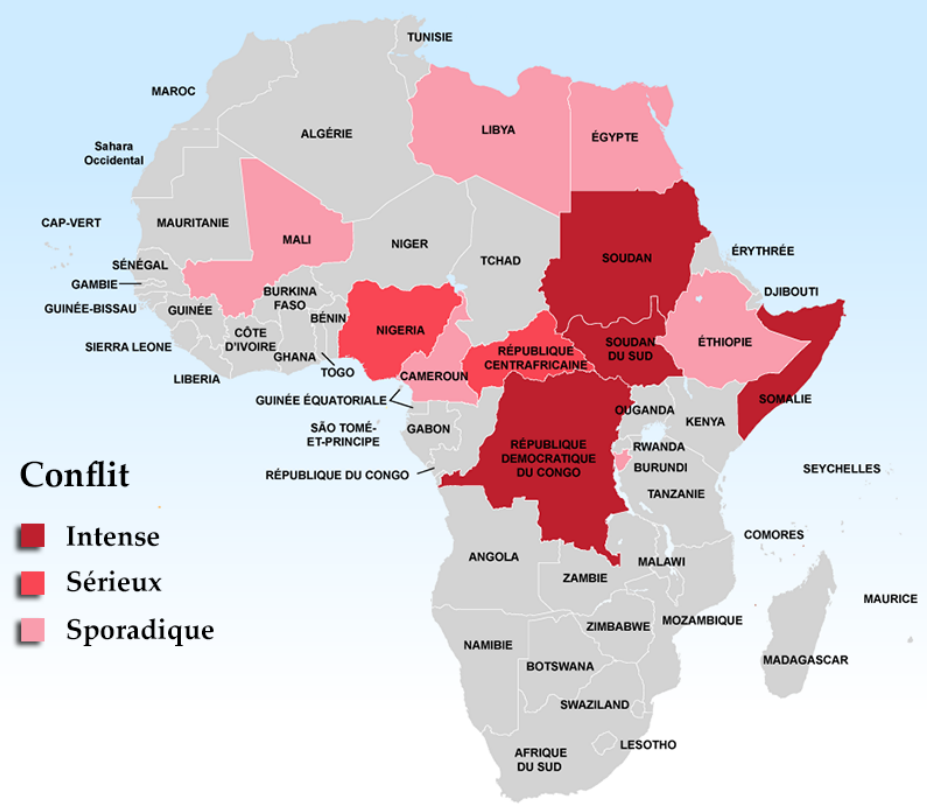 TUNISIE
MAROC
ALGÉRIE
LIBYA
ÉGYPTE
Sahara
Occidental
CAP-VERT
MAURITANIE
MALI
NIGER
TCHAD
SOUDAN
ÉRYTHRÉE
SÉNÉGAL
GAMBIE
DJIBOUTI
GUINÉE-BISSAU
GUINÉE
BURKINA
FASO
BÉNIN
NIGERIA
SIERRA LEONE
CÔTE
D'IVOIRE
GHANA
TOGO
LIBERIA
RÉPUBLIQUE
CENTRAFRICAINE
SOUDAN
DU SUD
ÉTHIOPIE
CAMEROUN
SOMALIE
GUINÉE ÉQUATORIALE
OUGANDA
KENYA
SÃO TOMÉ-
ET-PRINCIPE
GABON
RÉPUBLIQUE
DEMOCRATIQUE
DU CONGO
RWANDA
BURUNDI
RÉPUBLIQUE DU CONGO
SEYCHELLES
TANZANIE
Conflit
Intense
Sérieux
Sporadique
COMORES
ANGOLA
MALAWI
ZAMBIE
MAURICE
MOZAMBIQUE
ZIMBABWE
NAMIBIE
BOTSWANA
MADAGASCAR
SWAZILAND
LESOTHO
AFRIQUE
DU SUD